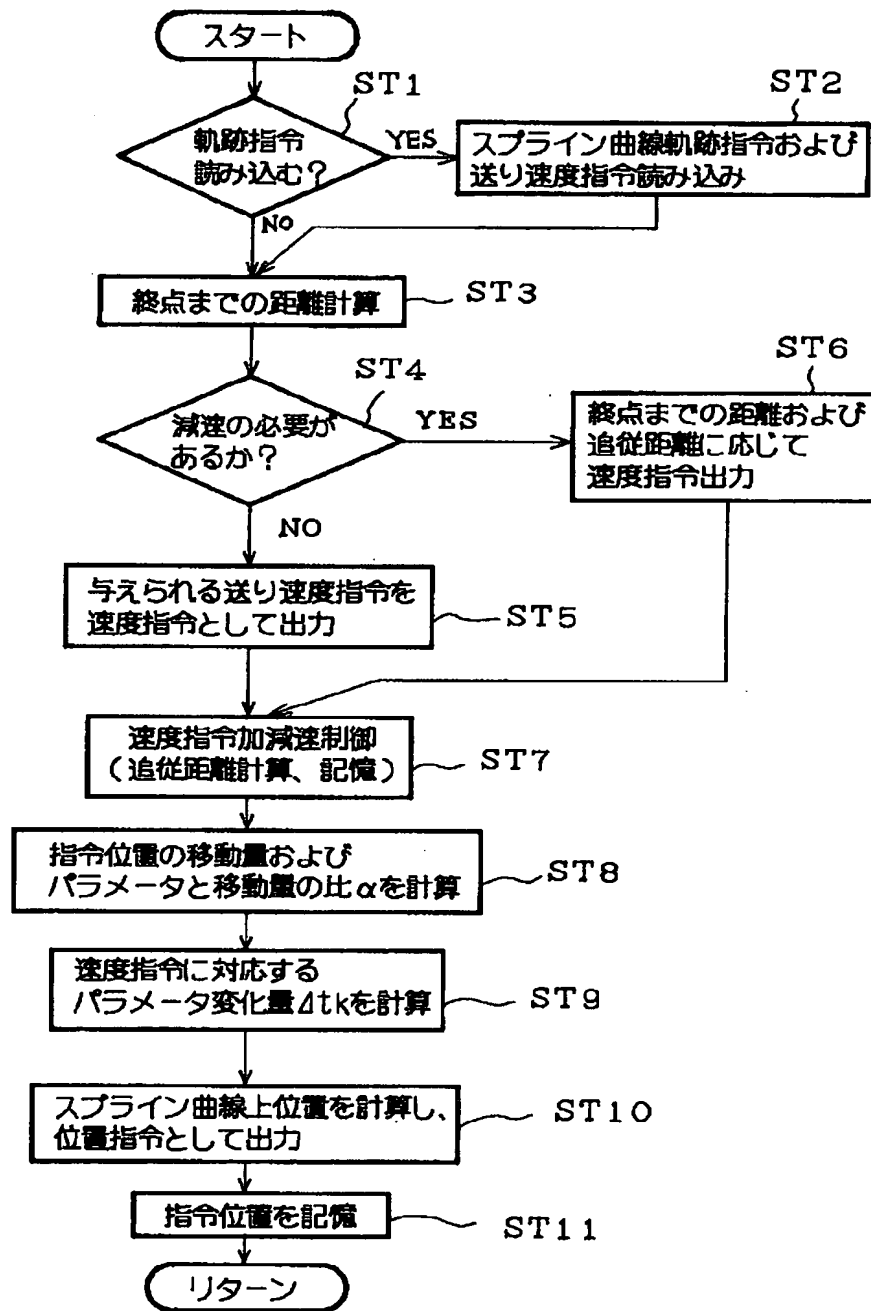 スタート
ST1
ST2
軌跡指令
読み込む?
YES
スプライン曲線軌跡指令および
送り速度指令読み込み
NO
終点までの距離計算
ST3
ST4
ST6
減速の必要が
あるか?
YES
終点までの距離および
追従距離に応じて
速度指令出力
NO
与えられる送り速度指令を
速度指令として出力
ST5
速度指令加減速制御
(追従距離計算、記憶)
ST7
指令位置の移動量および
パラメータと移動量の比αを計算
ST8
速度指令に対応する
パラメータ変化量Δtkを計算
ST9
スプライン曲線上位置を計算し、
位置指令として出力
ST10
指令位置を記憶
ST11
リターン